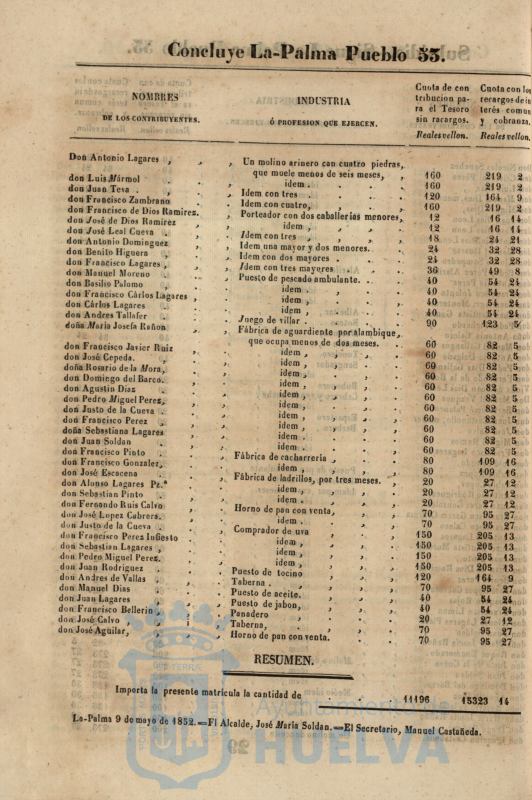 Concluye La-Palma Pueblo 53.
NOMBRES
DE LOS CONTRIBUYENTES.
INDUSTRIA
Ó PROFESION QUE EJERCEN.
Cuota de con
tribucion pa-
ra el Tesoro
sin racargos.
Reales vellon.
Cuota con los
recargos de in
terés comun
y cobranza.
Reales vellon.
Don Antonio Lagares , , , Un molino arinero can cuatro piedras,
que muele menos de seis meses, , 160 219 2
don Luis Mármol idem . 160 219 2
don Juan Teva . Idem con tres . 120 164 9
don Francisco Zambrano Idem con cuatro, 160 219 2
don Francisco de Dios Ramirez. Porteador con dos caballerías menores, 12 16 14
don José de Dios Ramirez idem , 12 16 14
don José Leal Cueva . Idem con tres 18 24 21
don Antonio Dominguez Idem una mayor y dos menores. 24 32 28
don Benito Higuera Idem con dos mayores 24 32 28
don Francisco Lagares , Idem con tres mayores 36 49 8
don Manuel Moreno Puesto de pescado ambulante. 40 54 24
don Basilio Palomo idem . 40 54 24
don Francisco Cárlos Lagares , idem . 40 54 24
don Cárlos Lagares idem , 40 54 24
don Andres Tallafer idem , 40 54 24
doña María Josefa Rañon Juego de villar . 90 123 5
Fábrica de aguardiente por alambique,
que ocupa menos de dos meses. 60 82 5
don Francisco Javier Ruiz idem , 60 82 5
don José Cepeda. idem , 60 82 5
doña Rosario de la Mora, idem , 60 82 5
don Domingo del Barco. idem , 60 82 5
don Agustin Diaz idem , 60 82 5
don Pedro Miguel Perez, idem , 60 82 5
don Justo de la Cueva . idem , 60 82 5
don Francisco Perez idem , 60 82 5
doña Sebastiana Lagares idem . 60 82 5
don Juan Soldan idem . 60 82 5
don Francisco Pinto Fábrica de cacharreria , 80 109 16
don Francisco Gonzalez, idem , 80 109 16
don José Escacena Fábrica de ladrillos, por tres meses. 20 27 12
don Alonso Lagares Pz.ª idem , 20 27 12
don Sebastian Pinto idem , 20 27 12
don Fernando Ruis Calvo Horno de pan con venta, 70 95 27
don José Lopez Cabrera. idem . 70 95 27
don Justo de la Cueva . Comprador de uva 150 205 13
don Francisco Perez Infiesto idem , 150 205 13
don Sebastian Lagares , idem , 150 205 13
don Pedro Miguel Perez. idem , 150 205 13
don Juan Rodriguez Puesto de tocino 120 164 9
don Andres de Vallas Taberna . 70 95 27
don Manuel Dias Puesto de aceite. 40 54 24
don Juan Lagares Puesto de jabon, 40 54 24
don Francisco Bellerin Panadero 20 27 12
don José Calvo Taberna, 70 95 27
don José Aguilar, Horno de pan con venta. 70 95 27
RESUMEN.
Importa la presente matricula la cantidad de 11196 15323 14
La-Palma 9 de mayo de 1852.=El Alcalde, José María Soldan.=El Secretario, Manuel Castañeda.
Ayuntamiento de
HUELVA